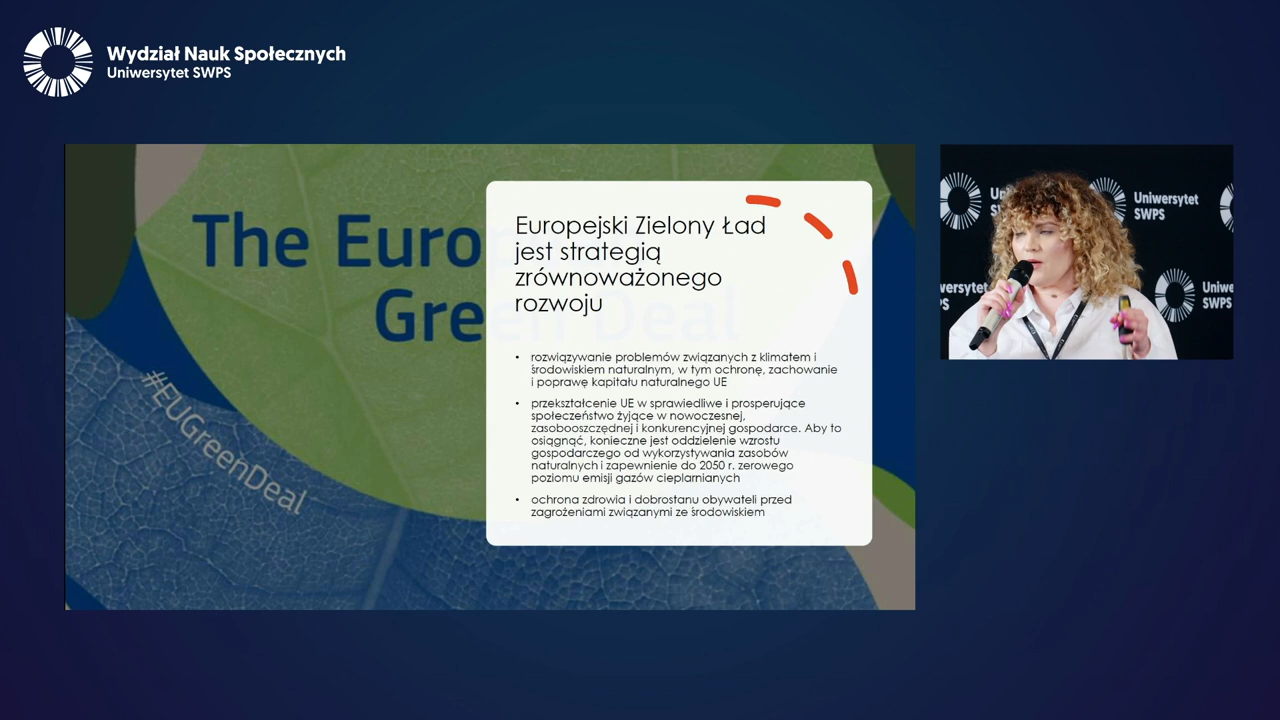 Wydział Nauk Społecznych
Uniwersytet SWPS
The Euro
Green Deal
#EUGreenDeal
Europejski Zielony Ład
jest strategią
zrównoważonego
rozwoju
• rozwiązywanie problemów związanych z klimatem i
środowiskiem naturalnym, w tym ochronę, zachowanie
i poprawę kapitału naturalnego UE
• przekształcenie UE w sprawiedliwe i prosperujące
społeczeństwo żyjące w nowoczesnej,
zasobooszczędnej i konkurencyjnej gospodarce. Aby to
osiągnąć, konieczne jest oddzielenie wzrostu
gospodarczego od wykorzystywania zasobów
naturalnych i zapewnienie do 2050 r. zerowego
poziomu emisji gazów cieplarnianych
• ochrona zdrowia i dobrostanu obywateli przed
zagrożeniami związanymi ze środowiskiem
Uniwersytet
SWPS
SWPS